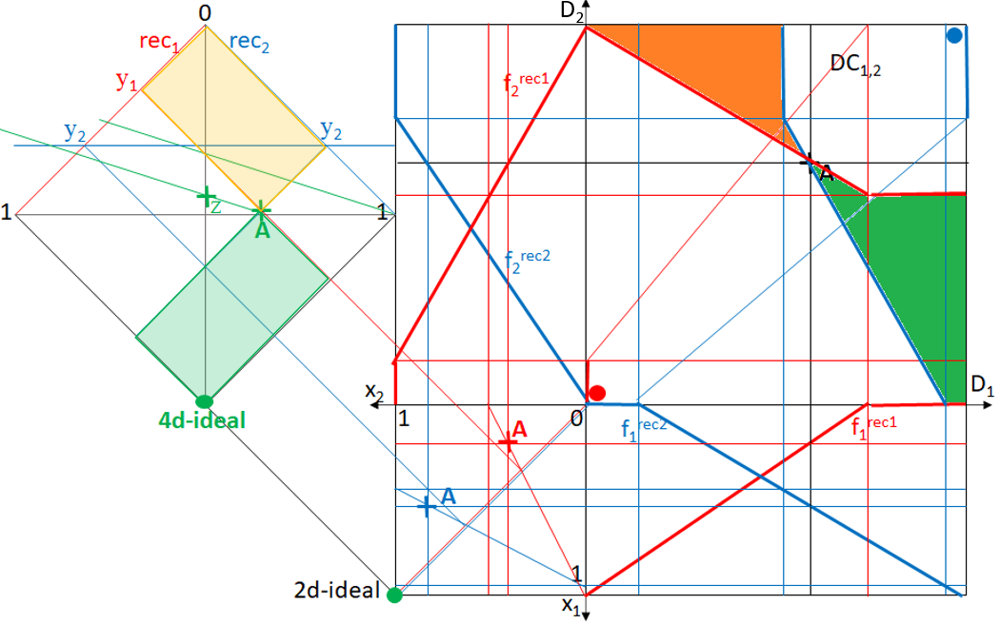 0
D₂
rec₁
rec₂
DC₁,₂
y₁
f₂ʳᵉᶜ¹
y₂
y₂
A
z
1
1
A
f₂ʳᵉᶜ²
D₁
x₂
4d-ideal
1
0
f₁ʳᵉᶜ²
A
f₁ʳᵉᶜ¹
A
1
2d-ideal
x₁